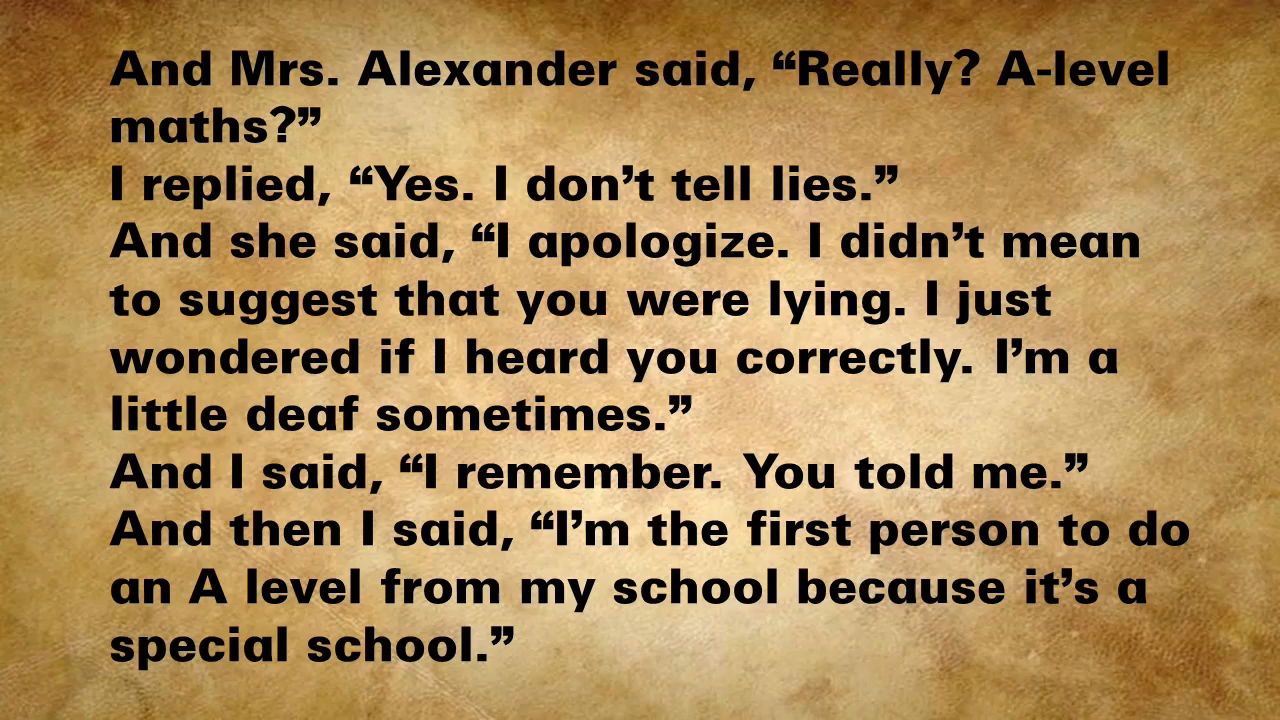 And Mrs. Alexander said, “Really? A-level
maths?”
I replied, “Yes. I don’t tell lies.”
And she said, “I apologize. I didn’t mean
to suggest that you were lying. I just
wondered if I heard you correctly. I’m a
little deaf sometimes.”
And I said, “I remember. You told me.”
And then I said, “I’m the first person to do
an A level from my school because it’s a
special school.”